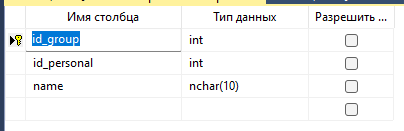 Имя столбца Тип данных Разрешить ...
id_group int
id_personal int
name nchar(10)